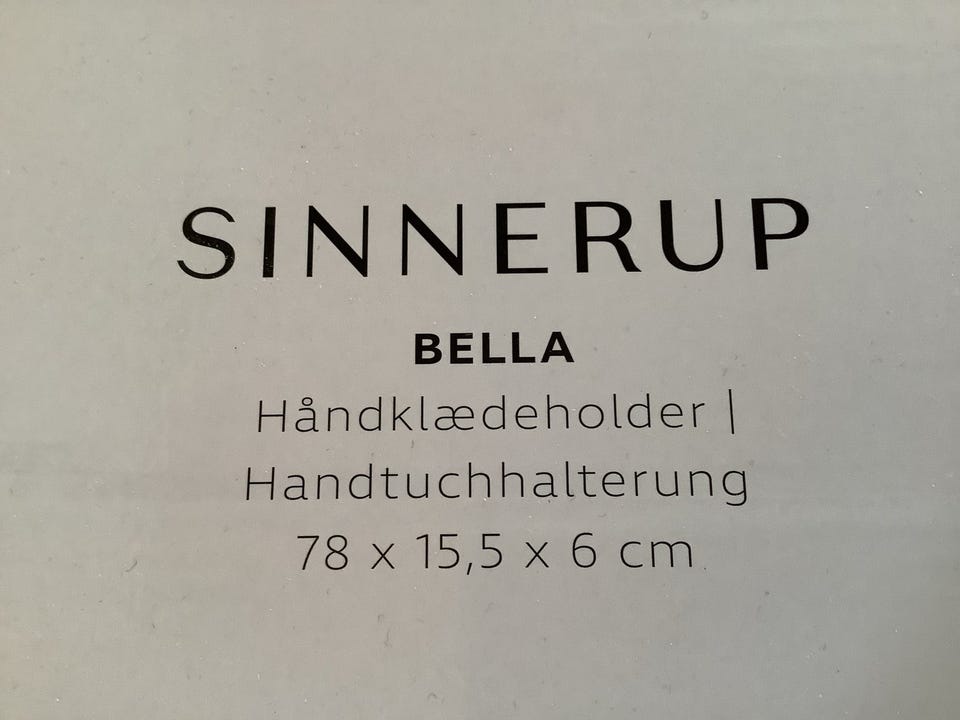 SINNERUP
BELLA
Håndklædeholder |
Handtuchhalterung
78 x 15,5 x 6 cm